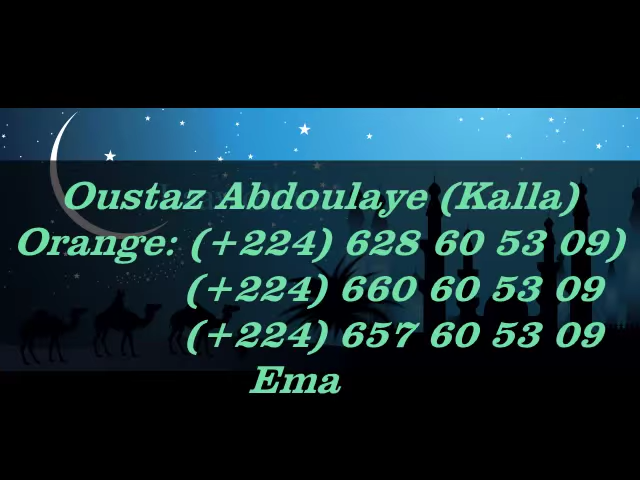 Oustaz Abdoulaye (Kalla)
Orange: (+224) 628 60 53 09)
(+224) 660 60 53 09
(+224) 657 60 53 09
Ema